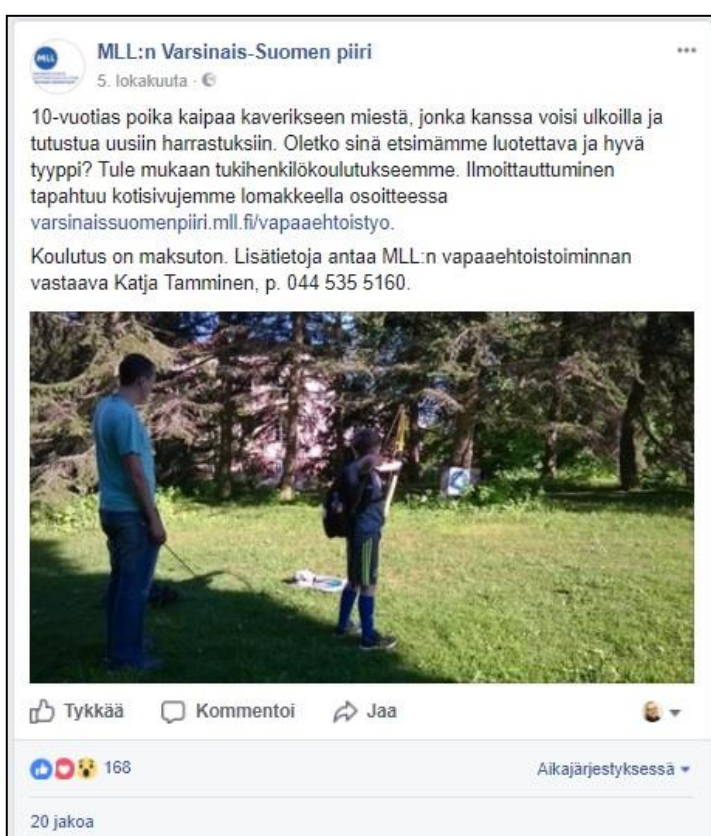 MLL
MLL:n Varsinais-Suomen piiri
5. lokakuuta
10-vuotias poika kaipaa kaverikseen miestä, jonka kanssa voisi ulkoilla ja
tutustua uusiin harrastuksiin. Oletko sinä etsimämme luotettava ja hyvä
tyyppi? Tule mukaan tukihenkilökoulutukseemme. Ilmoittauttuminen
tapahtuu kotisivujemme lomakkeella osoitteessa
varsinaissuomenpiiri.mll.fi/vapaaehtoistyo.
Koulutus on maksuton. Lisätietoja antaa MLL:n vapaaehtoistoiminnan
vastaava Katja Tamminen, p. 044 535 5160.
Tykkää Kommentoi Jaa
168 Aikajärjestyksessä
20 jakoa